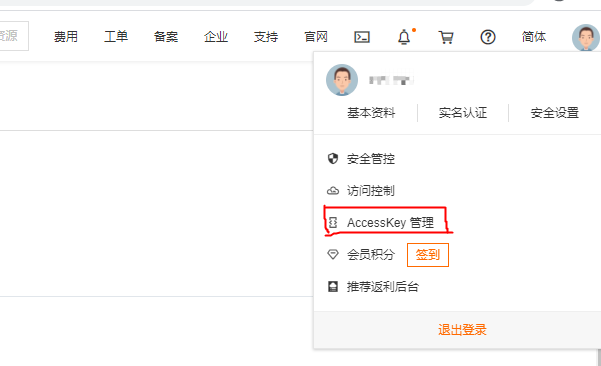 资源 费用 工单 备案 企业 支持 官网 简体
基本资料 实名认证 安全设置
安全管控
访问控制
AccessKey 管理
会员积分 签到
推荐返利后台
退出登录